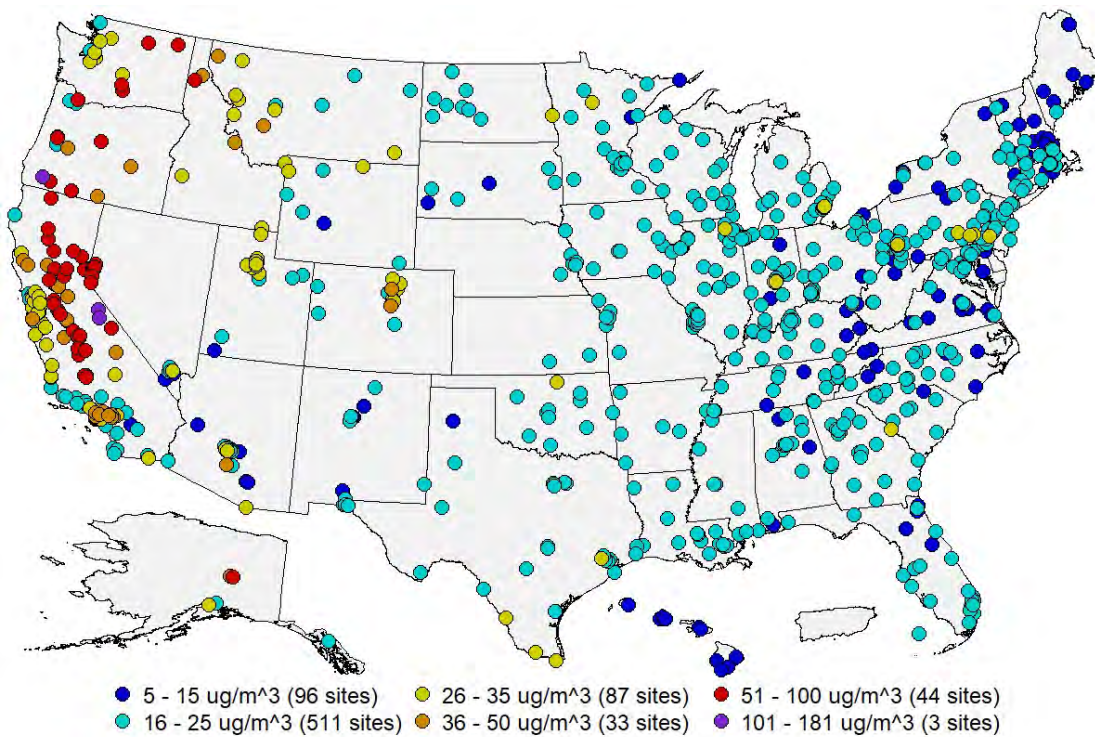 5 - 15 ug/m^3 (96 sites) 26 - 35 ug/m^3 (87 sites) 51 - 100 ug/m^3 (44 sites)
16 - 25 ug/m^3 (511 sites) 36 - 50 ug/m^3 (33 sites) 101 - 181 ug/m^3 (3 sites)